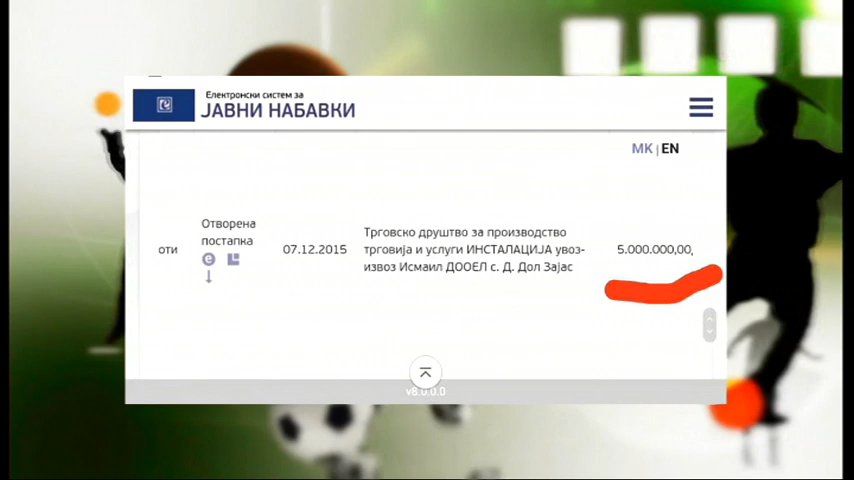 Електронски систем за
ЈАВНИ НАБАВКИ
МК | EN
оти
Отворена
постапка
07.12.2015
Трговско друштво за производство
трговија и услуги ИНСТАЛАЦИЈА увоз-
извоз Исмаил ДООЕЛ с. Д. Дол Зајас
5.000.000,00,
v8.0.0.0